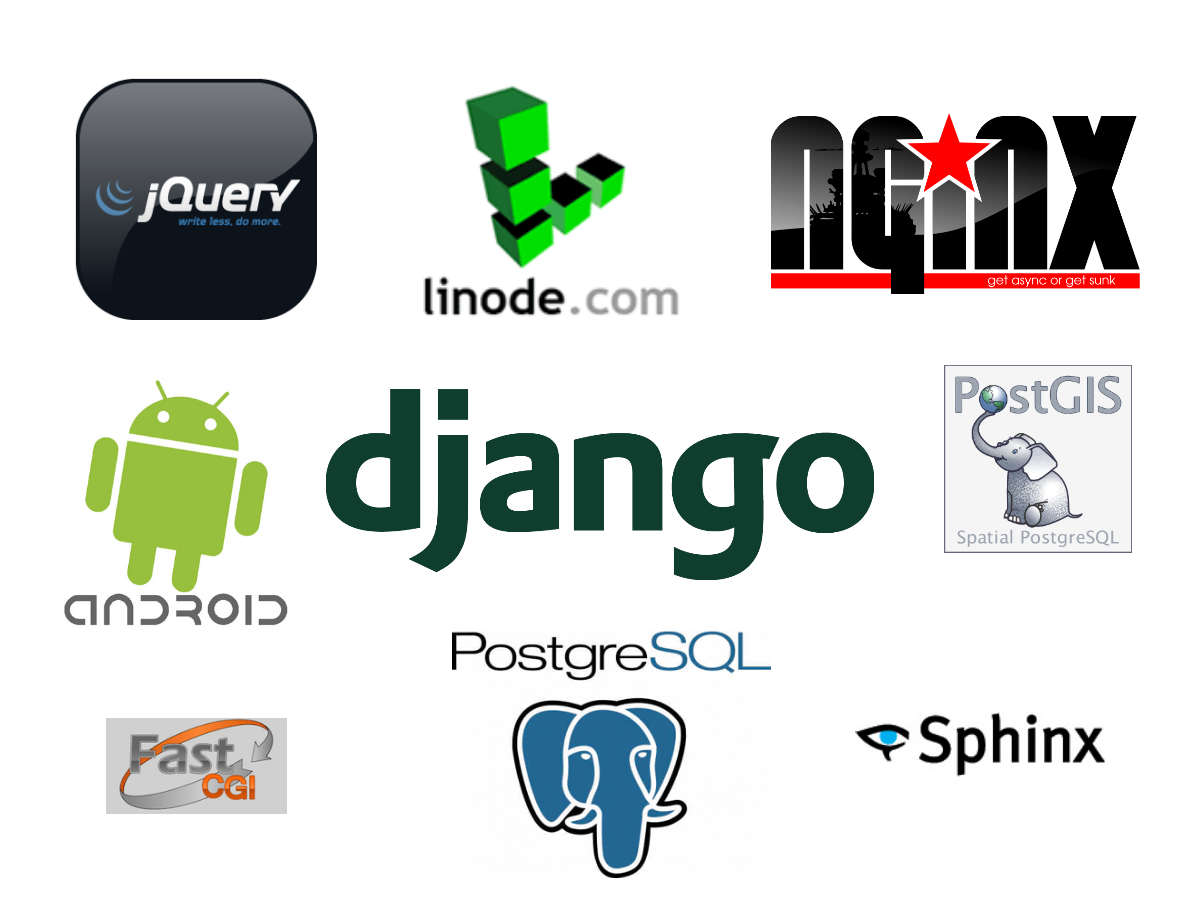 jQuery
write less, do more.
linode.com
nginx
get async or get sunk
ANDROID
django
PostGIS
Spatial PostgreSQL
PostgreSQL
Fast
CGI
Sphinx